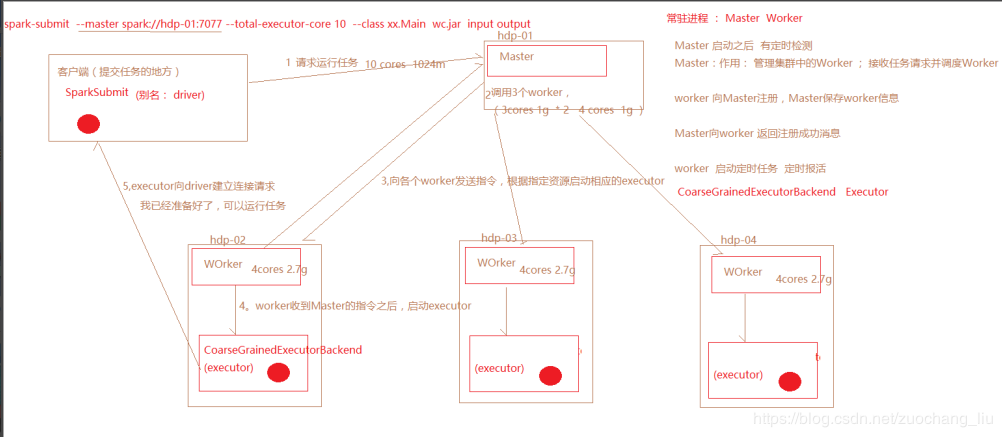 spark-submit --master spark://hdp-01:7077 --total-executor-core 10 --class xx.Main wc.jar input output
常驻进程 : Master Worker
hdp-01
Master
Master 启动之后 有定时检测
Master : 作用 : 管理集群中的Worker ; 接收任务请求并调度Worker
1 请求运行任务 10 cores 1024m
客户端 ( 提交任务的地方 )
SparkSubmit (别名 : driver)
2调用3个worker ,
( 3cores 1g * 2 4 cores 1g )
worker 向Master注册 , Master保存worker信息
Master向worker 返回注册成功消息
worker 启动定时任务 定时报活
CoarseGrainedExecutorBackend Executor
5,executor向driver建立连接请求
我已经准备好了 , 可以运行任务
3,向各个worker发送指令 , 根据指定资源启动相应的executor
hdp-02
WOrker
4cores 2.7g
hdp-03
WOrker
4cores 2.7g
hdp-04
WOrker
4cores 2.7g
4。worker收到Master的指令之后 , 启动executor
CoarseGrainedExecutorBackend
(executor)
(executor)
(executor)
https://blog.csdn.net/zuochang_liu